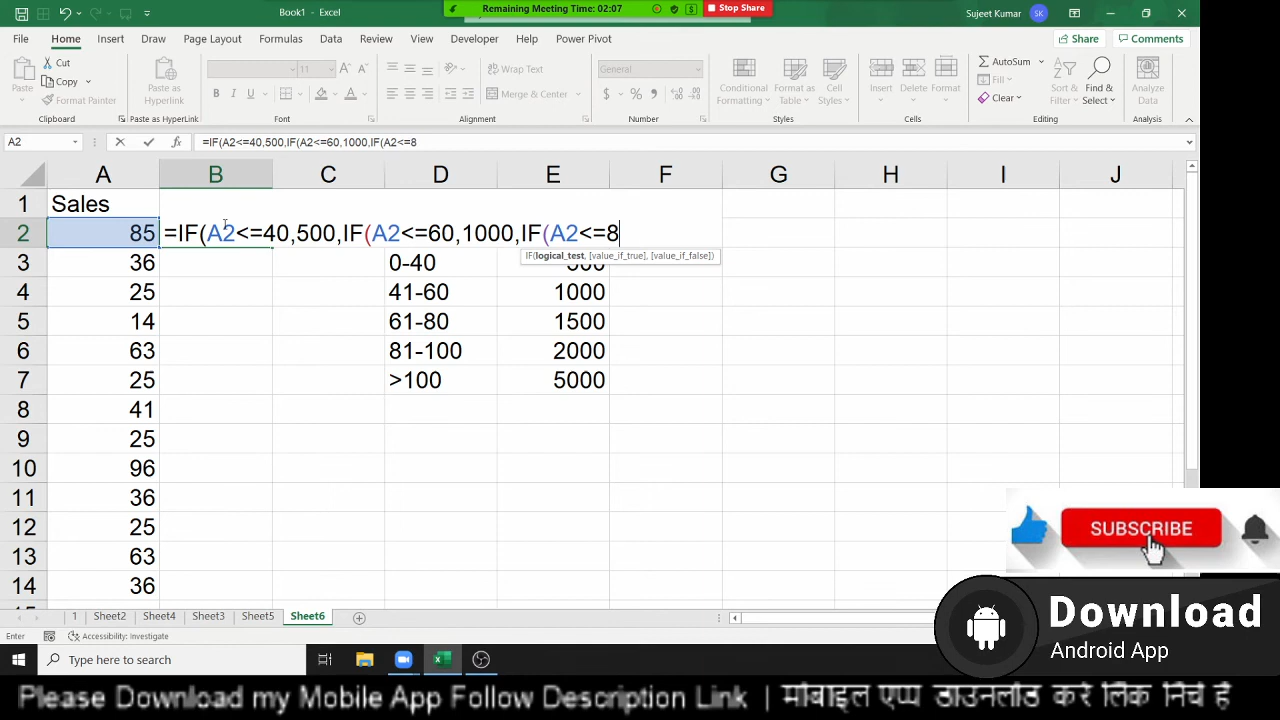 Book1 - Excel
Remaining Meeting Time: 02:07
Stop Share
Sujeet Kumar
SK
File Home Insert Draw Page Layout Formulas Data Review View Developer Help Power Pivot
Share
Comments
Paste
Cut
Copy
Format Painter
Clipboard
Paste as Hyperlink
Paste as HyperLink
11
B I U
Font
Wrap Text
Merge & Center
Alignment
General
$ % ,
Number
Conditional Formatting
Format as Table
Cell Styles
Styles
Insert Delete Format
Cells
AutoSum
Fill
Clear
Sort & Filter
Find & Select
Editing
Analyze Data
Analysis
A2
fx
=IF(A2<=40,500,IF(A2<=60,1000,IF(A2<=8
A B C D E F G H I J
1 Sales
2 85 =IF(A2<=40,500,IF(A2<=60,1000,IF(A2<=8
IF(logical_test, [value_if_true], [value_if_false])
3 36 0-40
4 25 41-60 1000
5 14 61-80 1500
6 63 81-100 2000
7 25 >100 5000
8 41
9 25
10 96
11 36
12 25
13 63
14 36
SUBSCRIBE
Download
Android App
1 Sheet2 Sheet4 Sheet3 Sheet5 Sheet6
Enter
Accessibility: Investigate
Type here to search
Please Download my Mobile App Follow Description Link | मोबाइल एप्प डाउनलोड करे लिंक निचे है